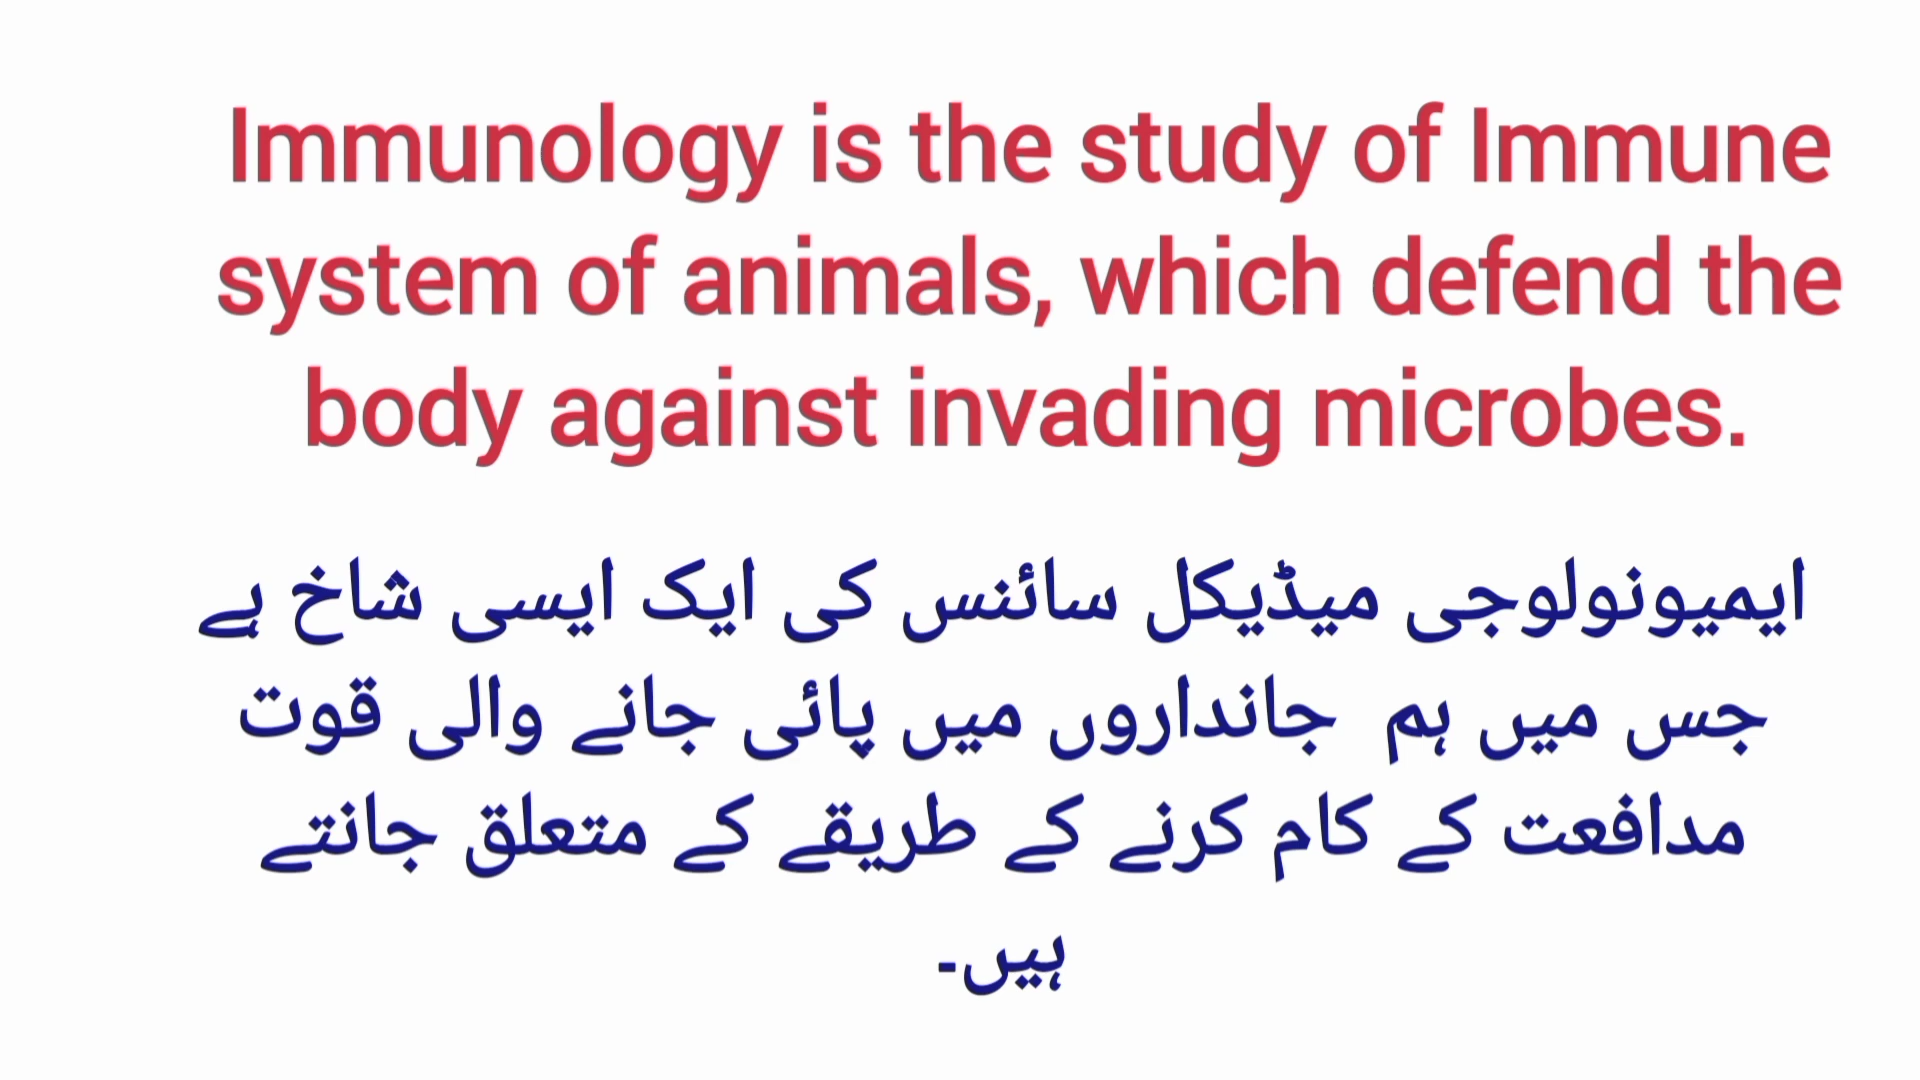 Immunology is the study of Immune
system of animals, which defend the
body against invading microbes.
ایمیونولوجی میڈیکل سائنس کی ایک ایسی شاخ ہے
جس میں ہم جانداروں میں پائی جانے والی قوت
مدافعت کے کام کرنے کے طریقے کے متعلق جانتے
ہیں۔